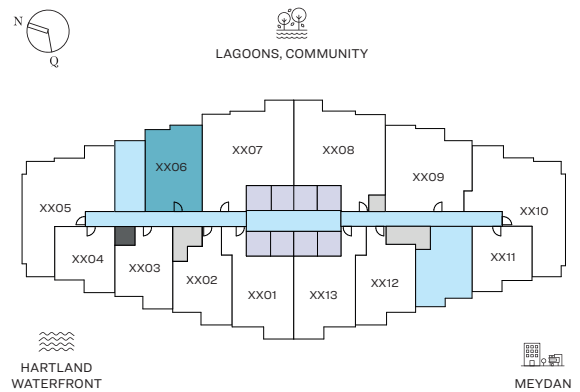 N
Q
LAGOONS, COMMUNITY
XX06
XX07
XX08
XX09
XX05
XX10
XX04
XX03
XX02
XX01
XX13
XX12
XX11
HARTLAND
WATERFRONT
MEYDAN